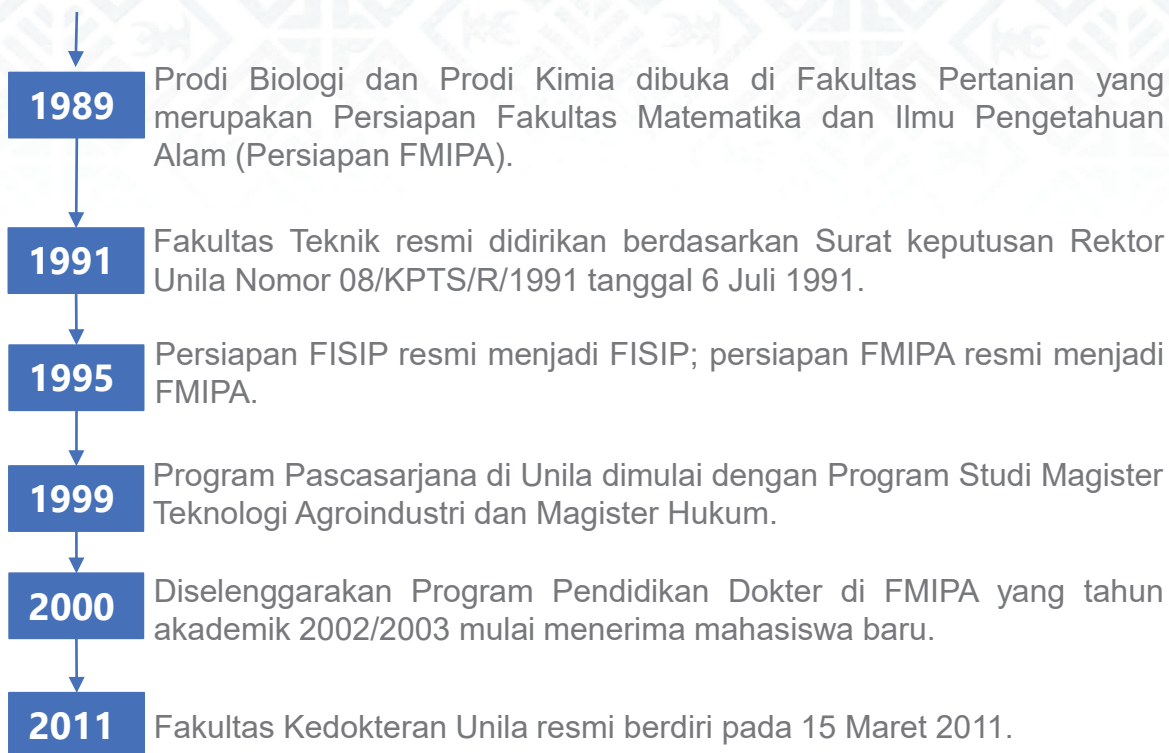 1989
Prodi Biologi dan Prodi Kimia dibuka di Fakultas Pertanian yang
merupakan Persiapan Fakultas Matematika dan Ilmu Pengetahuan
Alam (Persiapan FMIPA).
1991
Fakultas Teknik resmi didirikan berdasarkan Surat keputusan Rektor
Unila Nomor 08/KPTS/R/1991 tanggal 6 Juli 1991.
1995
Persiapan FISIP resmi menjadi FISIP; persiapan FMIPA resmi menjadi
FMIPA.
1999
Program Pascasarjana di Unila dimulai dengan Program Studi Magister
Teknologi Agroindustri dan Magister Hukum.
2000
Diselenggarakan Program Pendidikan Dokter di FMIPA yang tahun
akademik 2002/2003 mulai menerima mahasiswa baru.
2011
Fakultas Kedokteran Unila resmi berdiri pada 15 Maret 2011.